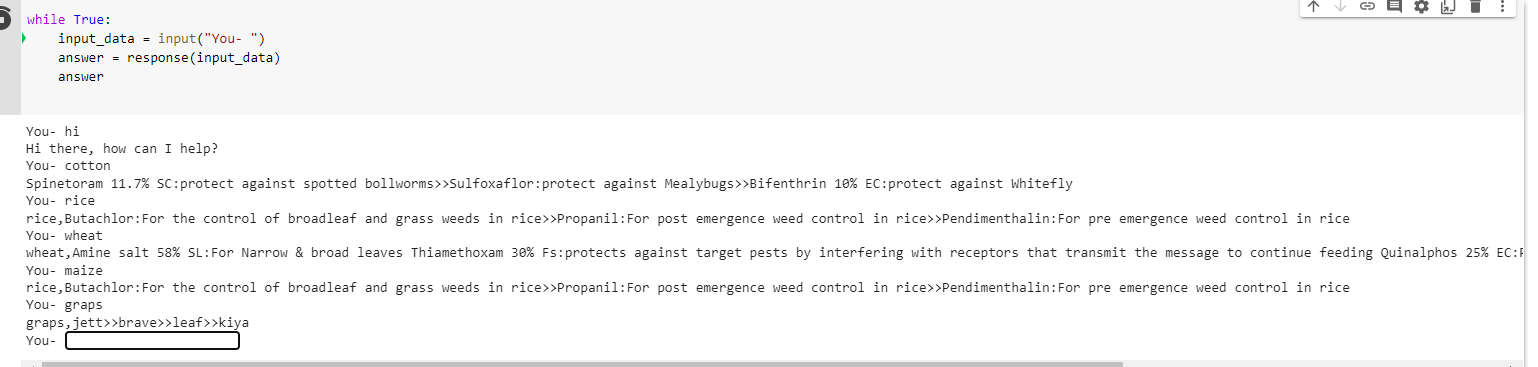 while True:
    input_data = input("You- ")
    answer = response(input_data)
    answer
You- hi
Hi there, how can I help?
You- cotton
Spinetoram 11.7% SC:protect against spotted bollworms>>Sulfoxaflor:protect against Mealybugs>>Bifenthrin 10% EC:protect against Whitefly
You- rice
rice,Butachlor:For the control of broadleaf and grass weeds in rice>>Propanil:For post emergence weed control in rice>>Pendimenthalin:For pre emergence weed control in rice
You- wheat
wheat,Amine salt 58% SL:For Narrow & broad leaves Thiamethoxam 30% Fs:protects against target pests by interfering with receptors that transmit the message to continue feeding Quinalphos 25% EC:
You- maize
rice,Butachlor:For the control of broadleaf and grass weeds in rice>>Propanil:For post emergence weed control in rice>>Pendimenthalin:For pre emergence weed control in rice
You- graps
graps,jett>>brave>>leaf>>kiya
You-